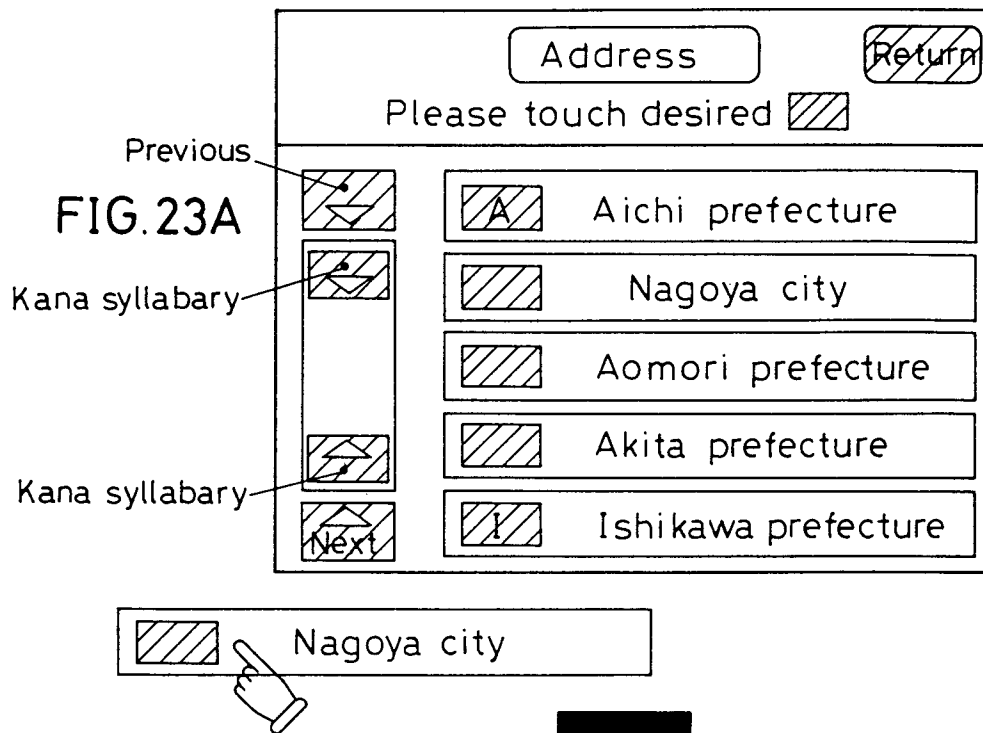 Address
Return
Please touch desired
Previous
FIG.23A
A Aichi prefecture
Kana syllabary
Nagoya city
Aomori prefecture
Akita prefecture
Kana syllabary
Next
I Ishikawa prefecture
Nagoya city